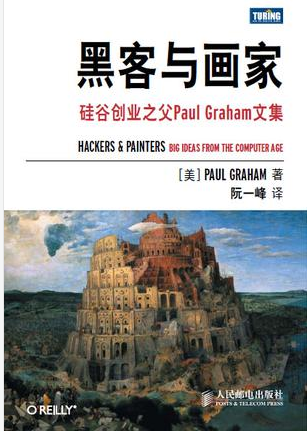 TURING
黑客与画家
硅谷创业之父Paul Graham文集
HACKERS & PAINTERS BIG IDEAS FROM THE COMPUTER AGE
[美] PAUL GRAHAM 著
阮一峰 译
O'REILLY®
人民邮电出版社
POSTS & TELECOM PRESS